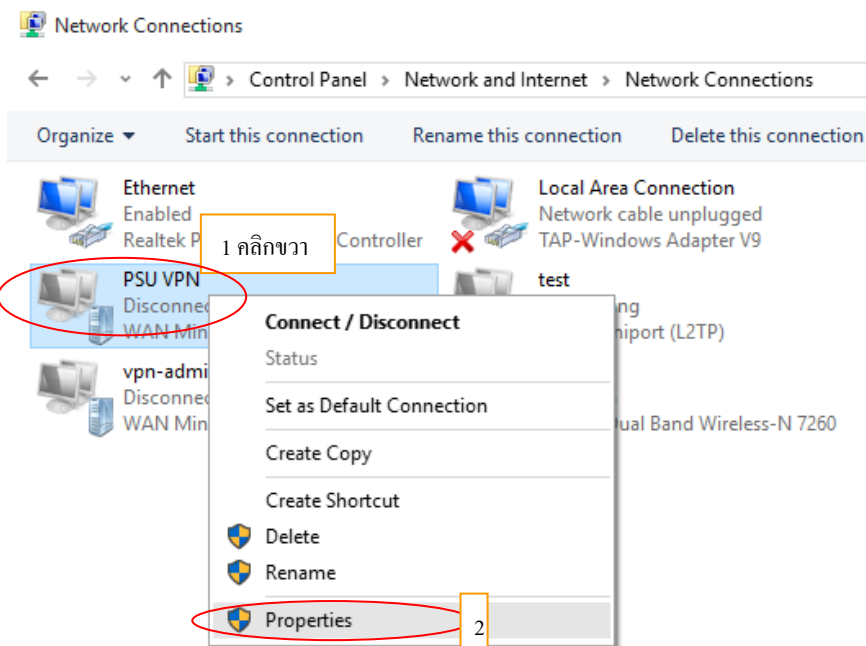 Network Connections
Control Panel > Network and Internet > Network Connections
Organize Start this connection Rename this connection Delete this connection
Ethernet
Enabled
Realtek P Controller
Local Area Connection
Network cable unplugged
TAP-Windows Adapter V9
1 คลิกขวา
PSU VPN
Disconnec
WAN Min
test
ng
niport (L2TP)
vpn-admi
Disconnec
WAN Min
ual Band Wireless-N 7260
Connect / Disconnect
Status
Set as Default Connection
Create Copy
Create Shortcut
Delete
Rename
Properties
2